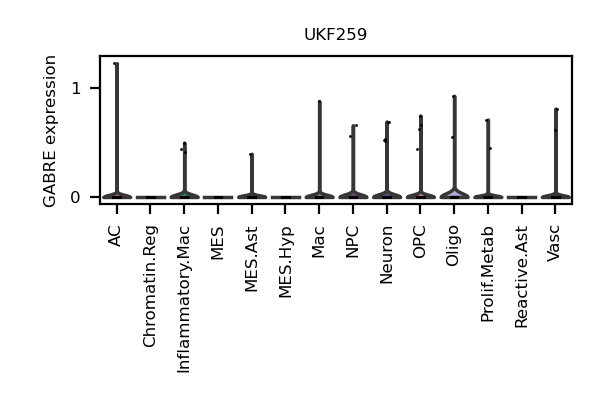 UKF259
GABRE expression
1
0
AC
Chromatin.Reg
Inflammatory.Mac
MES
MES.Ast
MES.Hyp
Mac
NPC
Neuron
OPC
Oligo
Prolif.Metab
Reactive.Ast
Vasc